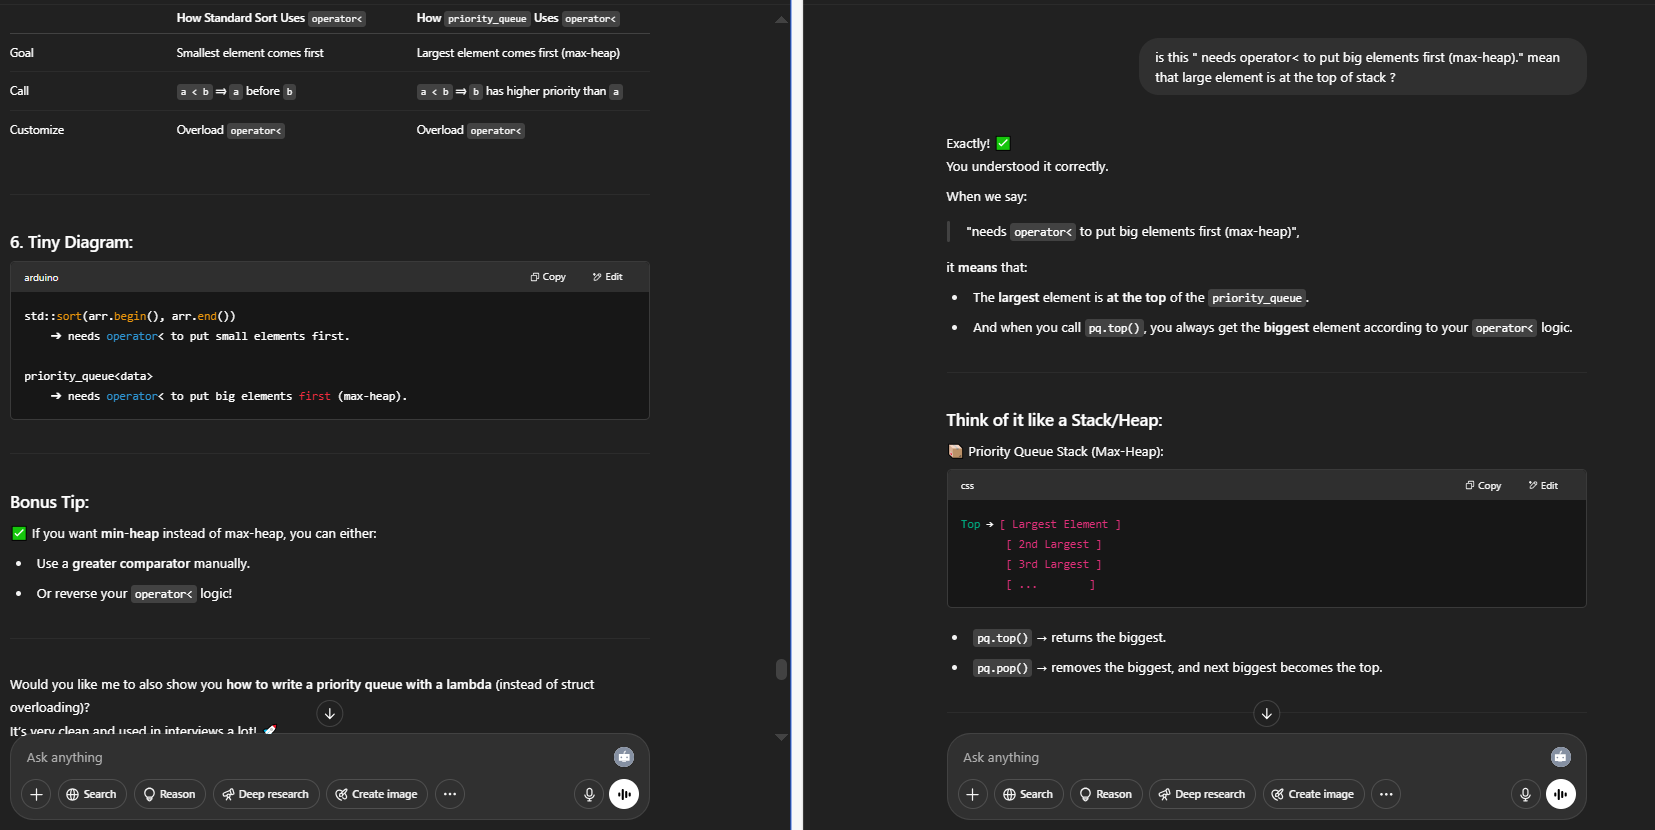 How Standard Sort Uses operator< How priority_queue Uses operator<
Goal Smallest element comes first Largest element comes first (max-heap)
Call a < b ⇒ a before b a < b ⇒ b has higher priority than a
Customize Overload operator< Overload operator<
6. Tiny Diagram:
arduino Copy Edit
std::sort(arr.begin(), arr.end())
➔ needs operator< to put small elements first.
priority_queue<data>
➔ needs operator< to put big elements first (max-heap).
Bonus Tip:
✅ If you want min-heap instead of max-heap, you can either:
• Use a greater comparator manually.
• Or reverse your operator< logic!
Would you like me to also show you how to write a priority queue with a lambda (instead of struct
overloading)?
It's very clean and used in interviews a lot! 🚀
Ask anything
Search Reason Deep research Create image
is this " needs operator< to put big elements first (max-heap)." mean
that large element is at the top of stack ?
Exactly! ✅
You understood it correctly.
When we say:
"needs operator< to put big elements first (max-heap)",
it means that:
• The largest element is at the top of the priority_queue.
• And when you call pq.top(), you always get the biggest element according to your operator< logic.
Think of it like a Stack/Heap:
📦 Priority Queue Stack (Max-Heap):
css Copy Edit
Top ➔ [ Largest Element ]
[ 2nd Largest ]
[ 3rd Largest ]
[ ... ]
• pq.top() → returns the biggest.
• pq.pop() → removes the biggest, and next biggest becomes the top.
Ask anything
Search Reason Deep research Create image